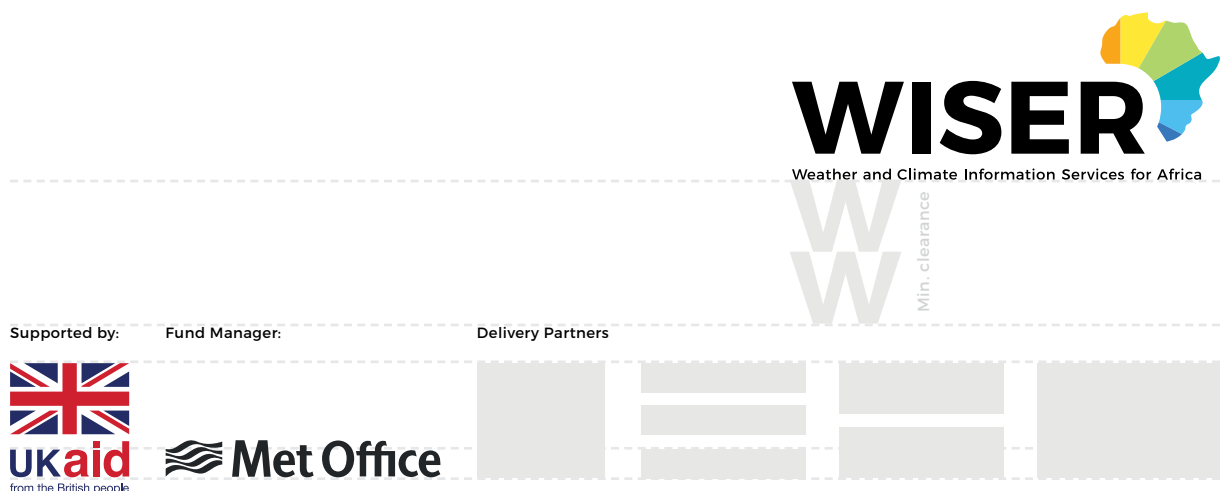 WISER
Weather and Climate Information Services for Africa
W
W
Min. clearance
Supported by:
Fund Manager:
Delivery Partners
UKaid
from the British people
Met Office